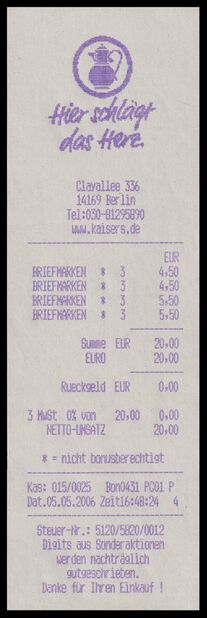 Hier schlägt
das Herz.
Clayallee 336
14169 Berlin
Tel:030-81295890
www.kaisers.de
EUR
BRIEFMARKEN * 3 4,50
BRIEFMARKEN * 3 4,50
BRIEFMARKEN * 3 5,50
BRIEFMARKEN * 3 5,50
Summe EUR 20,00
EURO 20,00
Rueckgeld EUR 0,00
3 MwSt 0% von 20,00 0,00
NETTO-UMSATZ 20,00
* = nicht bonusberechtigt
Kas: 015/0025 Bon0431 PC01 P
Dat.05.05.2006 Zeit16:48:24 4
Steuer-Nr.: 5120/5820/0012
Digits aus Sonderaktionen
werden nachträglich
gutgeschrieben.
Danke für Ihren Einkauf !